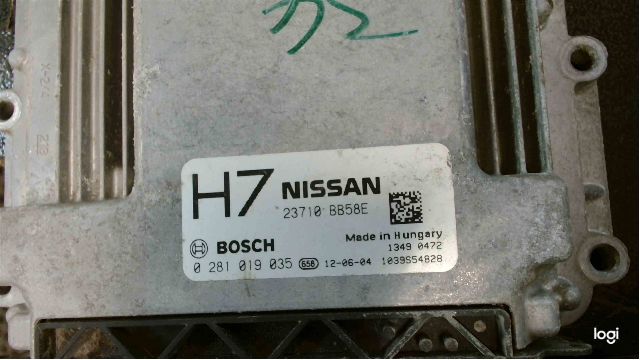 H7 NISSAN
23710 BB58E
BOSCH
Made in Hungary
1349 0472
0 281 019 035 658 12-06-04 1039S54828
logi